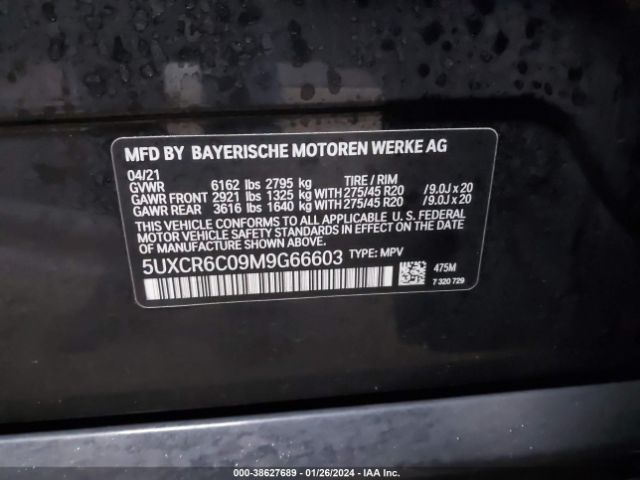 MFD BY BAYERISCHE MOTOREN WERKE AG
04/21
GVWR 6162 lbs 2795 kg TIRE / RIM
GAWR FRONT 2921 lbs 1325 kg WITH 275/45 R20 /9.0J x 20
GAWR REAR 3616 lbs 1640 kg WITH 275/45 R20 /9.0J x 20
THIS VEHICLE CONFORMS TO ALL APPLICABLE U. S. FEDERAL
MOTOR VEHICLE SAFETY STANDARDS IN EFFECT ON THE
DATE OF MANUFACTURE SHOWN ABOVE.
5UXCR6C09M9G66603 TYPE: MPV
475M
7 320 729
000-38627689 / 01/26/2024 - IAA Inc.